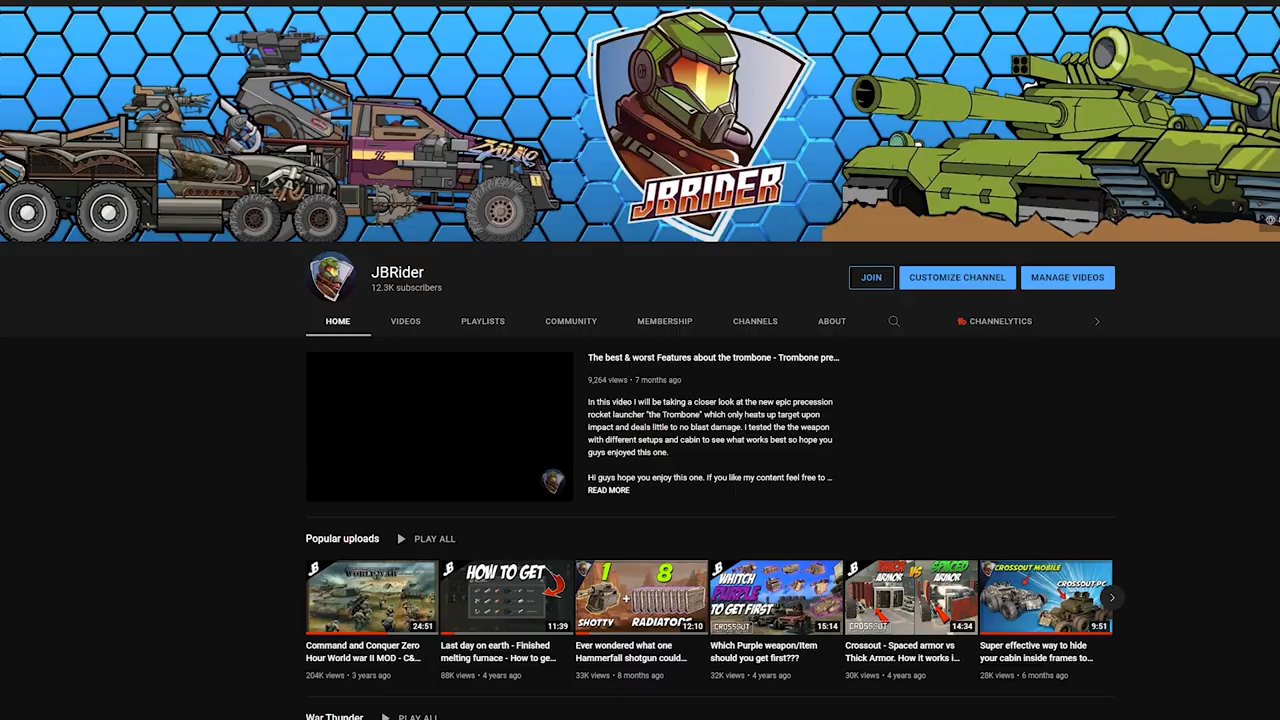 JBRIDER
JBRider
12.3K subscribers
JOIN
CUSTOMIZE CHANNEL
MANAGE VIDEOS
HOME
VIDEOS
PLAYLISTS
COMMUNITY
MEMBERSHIP
CHANNELS
ABOUT
CHANNELYTICS
The best & worst Features about the trombone - Trombone pre...
9,264 views • 7 months ago
In this video I will be taking a closer look at the new epic precession
rocket launcher "the Trombone" which only heats up target upon
impact and deals little to no blast damage. I tested the the weapon
with different setups and cabin to see what works best so hope you
guys enjoyed this one.
Hi guys hope you enjoy this one. If you like my content feel free to ...
READ MORE
Popular uploads
PLAY ALL
WORLD WAR
24:51
HOW TO GET
11:39
1
8
+
SHOTTY
RADIATORS
12:10
WHITCH
PURPLE
TO GET FIRST
CROSSOUT
15:14
THICK
ARMOR
VS
SPACED
ARMOR
CROSSOUT
14:34
CROSSOUT MOBILE
CROSSOUT PC
9:51
Command and Conquer Zero
Hour World war II MOD - C&...
204K views • 3 years ago
Last day on earth - Finished
melting furnace - How to ge...
88K views • 4 years ago
Ever wondered what one
Hammerfall shotgun could...
33K views • 8 months ago
Which Purple weapon/Item
should you get first???
32K views • 4 years ago
Crossout - Spaced armor vs
Thick Armor. How it works i...
30K views • 4 years ago
Super effective way to hide
your cabin inside frames to...
28K views • 6 months ago
War Thunder
PLAY ALL